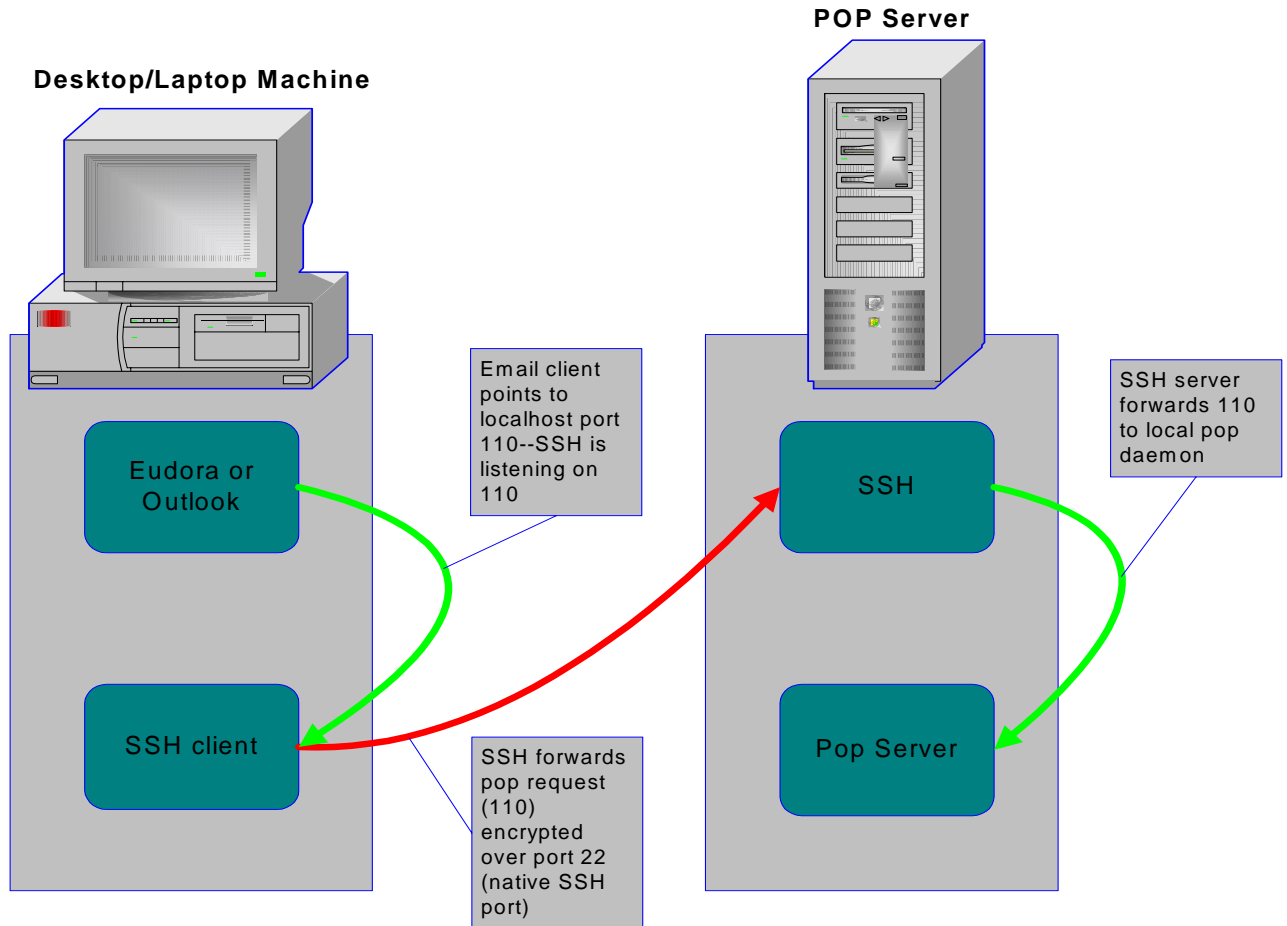 POP Server
Desktop/Laptop Machine
Email client
points to
localhost port
110--SSH is
listening on
110
SSH server
forwards 110
to local pop
daemon
Eudora or
Outlook
SSH
SSH client
Pop Server
SSH forwards
pop request
(110)
encrypted
over port 22
(native SSH
port)